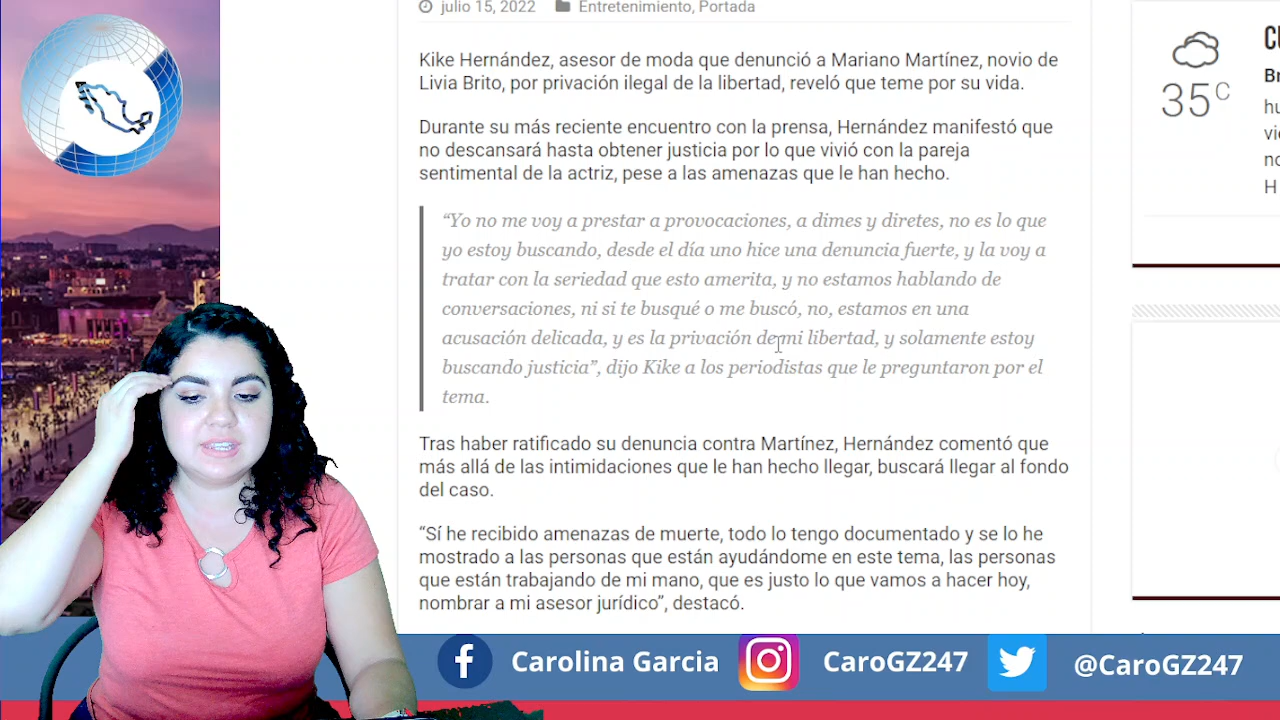 julio 15, 2022 Entretenimiento, Portada
Kike Hernández, asesor de moda que denunció a Mariano Martínez, novio de
Livia Brito, por privación ilegal de la libertad, reveló que teme por su vida.
Durante su más reciente encuentro con la prensa, Hernández manifestó que
no descansará hasta obtener justicia por lo que vivió con la pareja
sentimental de la actriz, pese a las amenazas que le han hecho.
“Yo no me voy a prestar a provocaciones, a dimes y diretes, no es lo que
yo estoy buscando, desde el día uno hice una denuncia fuerte, y la voy a
tratar con la seriedad que esto amerita, y no estamos hablando de
conversaciones, ni si te busqué o me buscó, no, estamos en una
acusación delicada, y es la privación de mi libertad, y solamente estoy
buscando justicia”, dijo Kike a los periodistas que le preguntaron por el
tema.
Tras haber ratificado su denuncia contra Martínez, Hernández comentó que
más allá de las intimidaciones que le han hecho llegar, buscará llegar al fondo
del caso.
“Sí he recibido amenazas de muerte, todo lo tengo documentado y se lo he
mostrado a las personas que están ayudándome en este tema, las personas
que están trabajando de mi mano, que es justo lo que vamos a hacer hoy,
nombrar a mi asesor jurídico”, destacó.
35 C
Carolina Garcia
CaroGZ247
@CaroGZ247